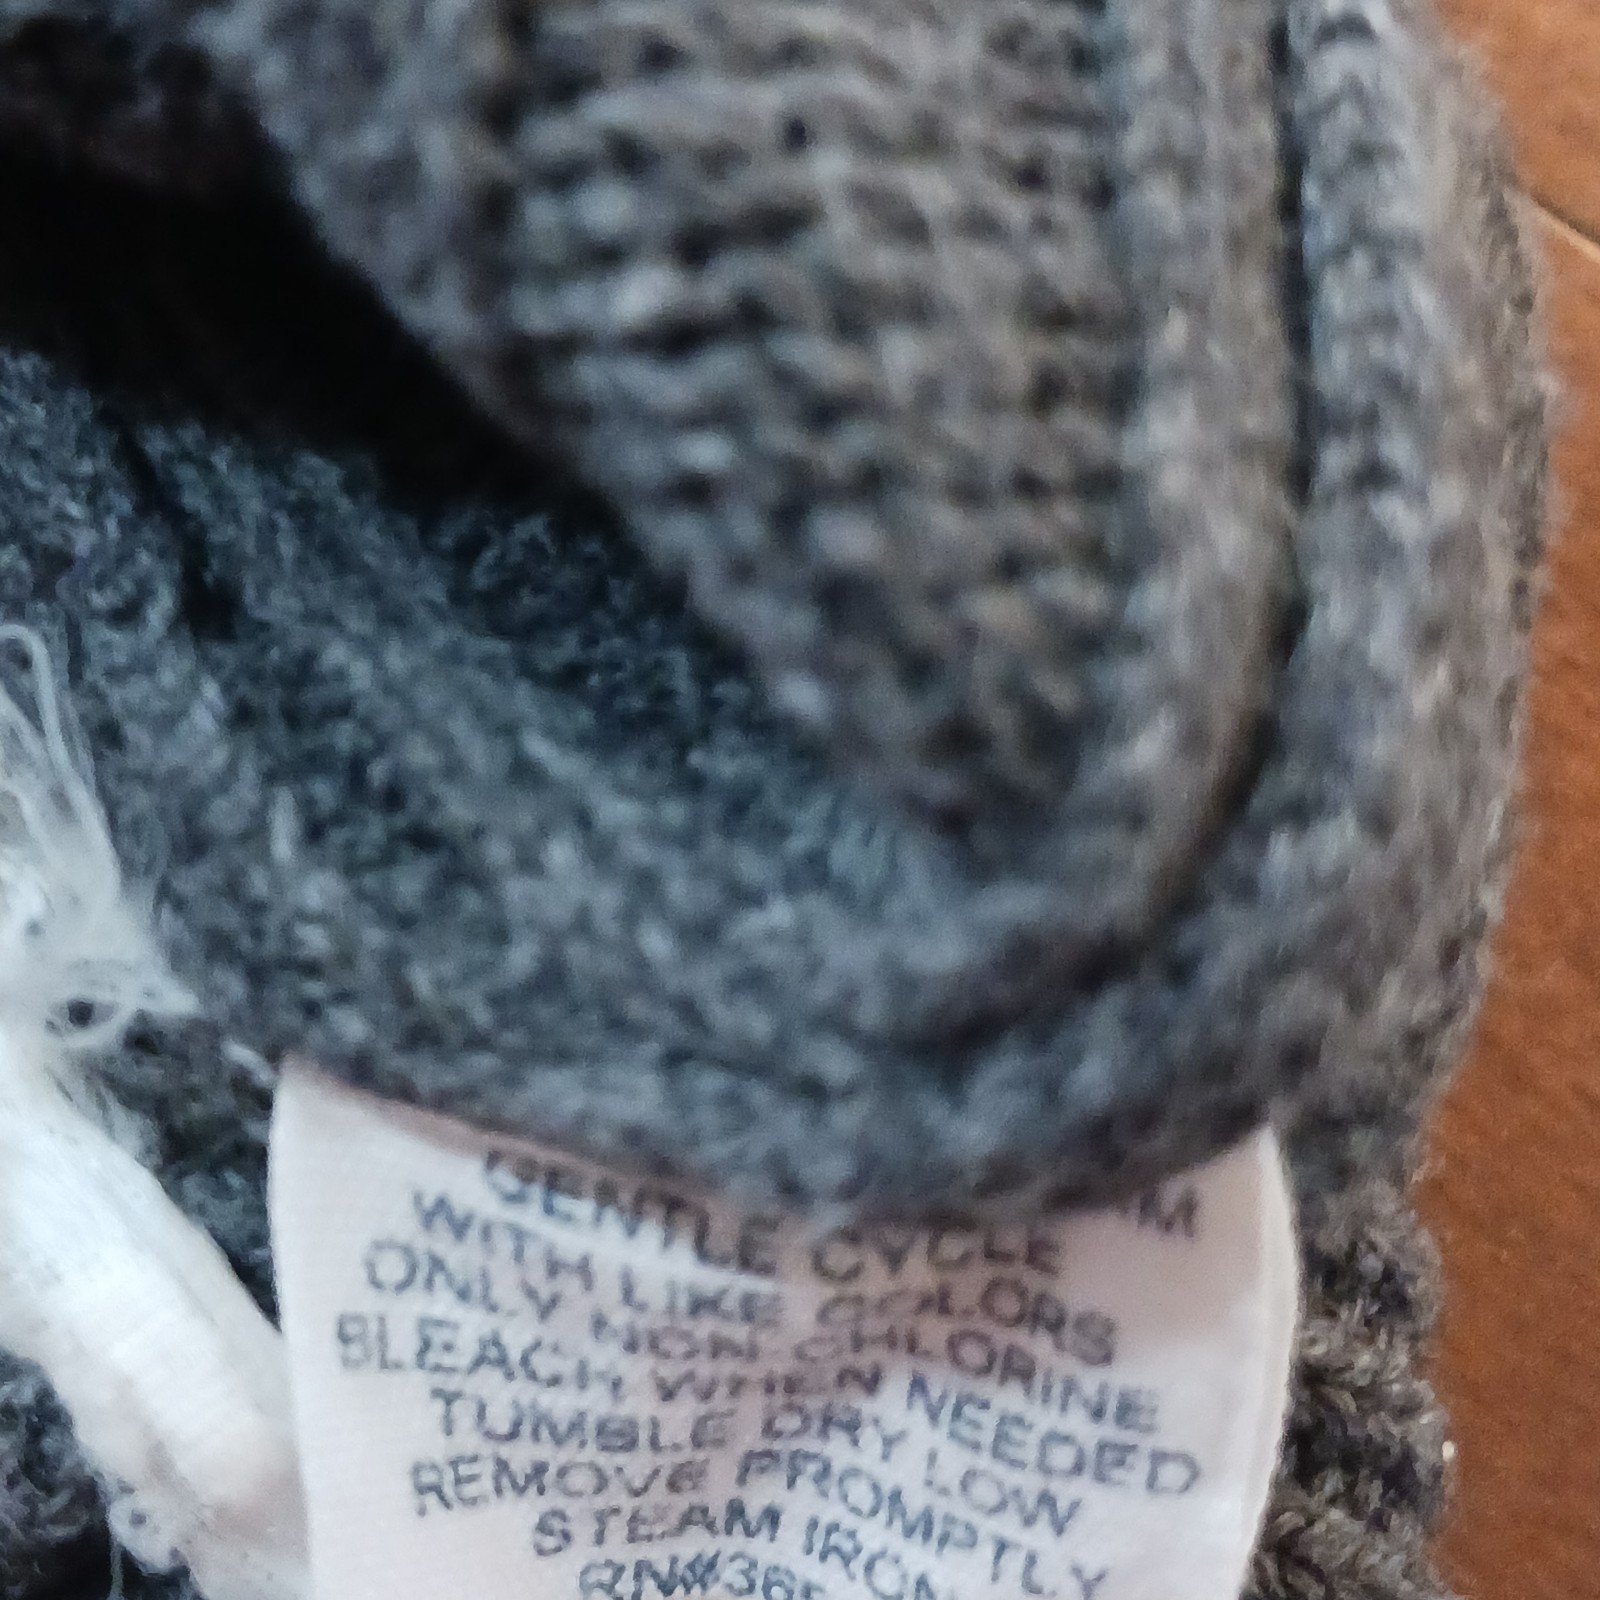 GENTLE CYCLE
WITH LIKE COLORS
ONLY NON-CHLORINE
BLEACH WHEN NEEDED
TUMBLE DRY LOW
REMOVE PROMPTLY
STEAM IRON